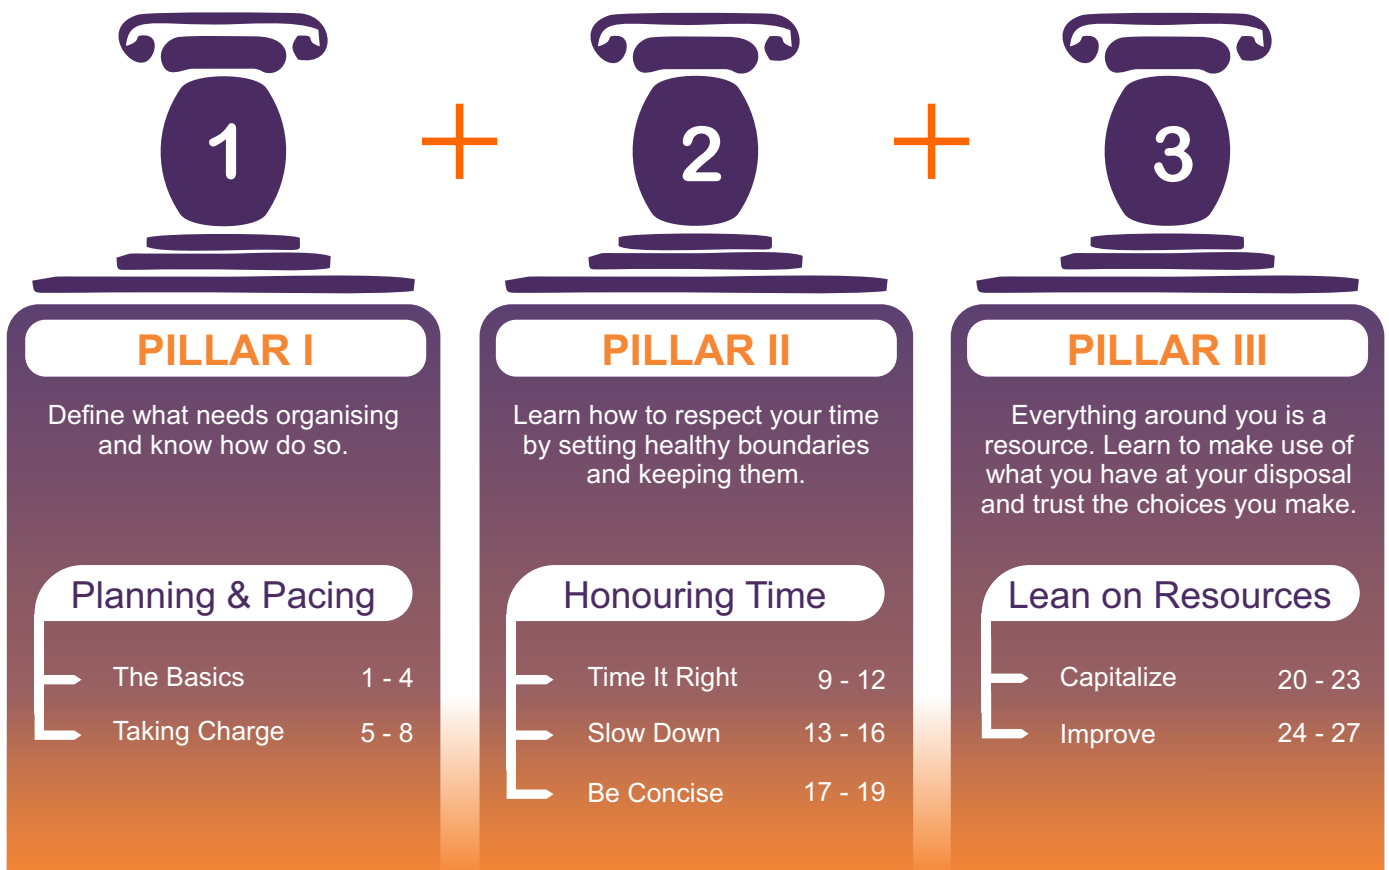 1
+
2
+
3
PILLAR I
Define what needs organising
and know how do so.
Planning & Pacing
The Basics 1 - 4
Taking Charge 5 - 8
PILLAR II
Learn how to respect your time
by setting healthy boundaries
and keeping them.
Honouring Time
Time It Right 9 - 12
Slow Down 13 - 16
Be Concise 17 - 19
PILLAR III
Everything around you is a
resource. Learn to make use of
what you have at your disposal
and trust the choices you make.
Lean on Resources
Capitalize 20 - 23
Improve 24 - 27